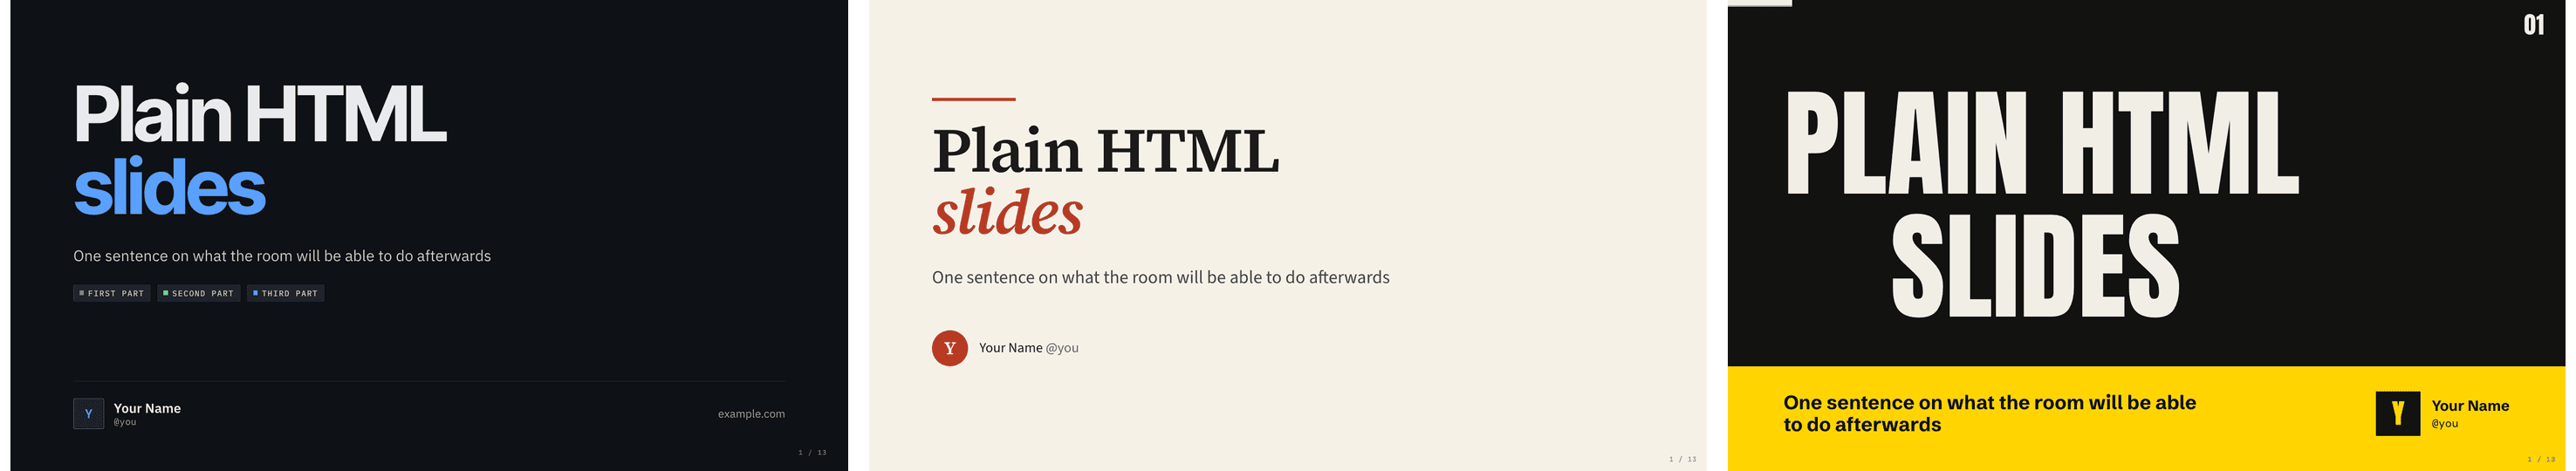 Plain HTML
slides
One sentence on what the room will be able to do afterwards
FIRST PART SECOND PART THIRD PART
Y
Your Name
@you
example.com
1 / 13
Plain HTML
slides
One sentence on what the room will be able to do afterwards
Y
Your Name @you
1 / 13
01
PLAIN HTML
SLIDES
One sentence on what the room will be able
to do afterwards
Y
Your Name
@you
1 / 13